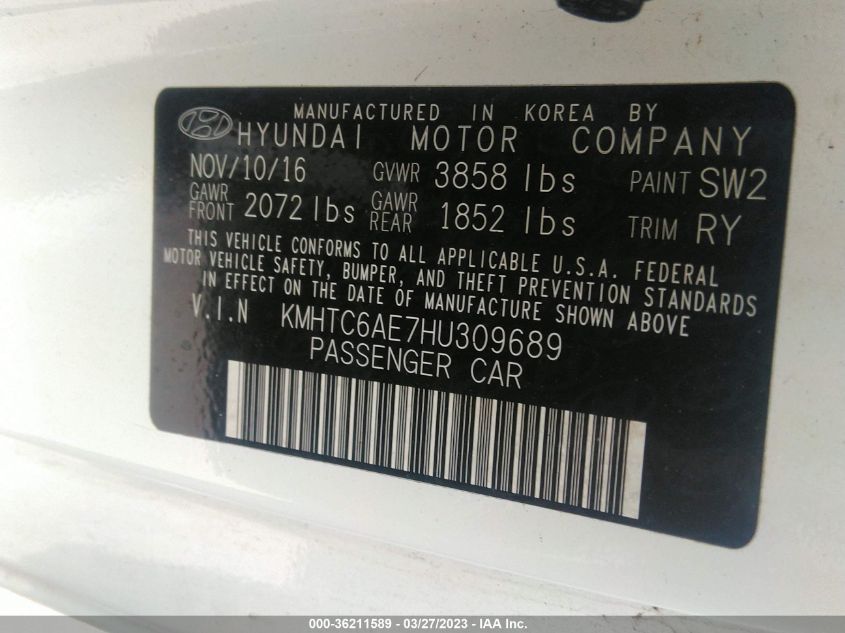 MANUFACTURED IN KOREA BY
HYUNDAI MOTOR COMPANY
NOV/10/16 GVWR 3858 lbs PAINT SW2
GAWR FRONT 2072 lbs GAWR REAR 1852 lbs TRIM RY
THIS VEHICLE CONFORMS TO ALL APPLICABLE U.S.A. FEDERAL
MOTOR VEHICLE SAFETY, BUMPER, AND THEFT PREVENTION STANDARDS
IN EFFECT ON THE DATE OF MANUFACTURE SHOWN ABOVE
V.I.N KMHTC6AE7HU309689
PASSENGER CAR
000-36211589 - 03/27/2023 - IAA Inc.